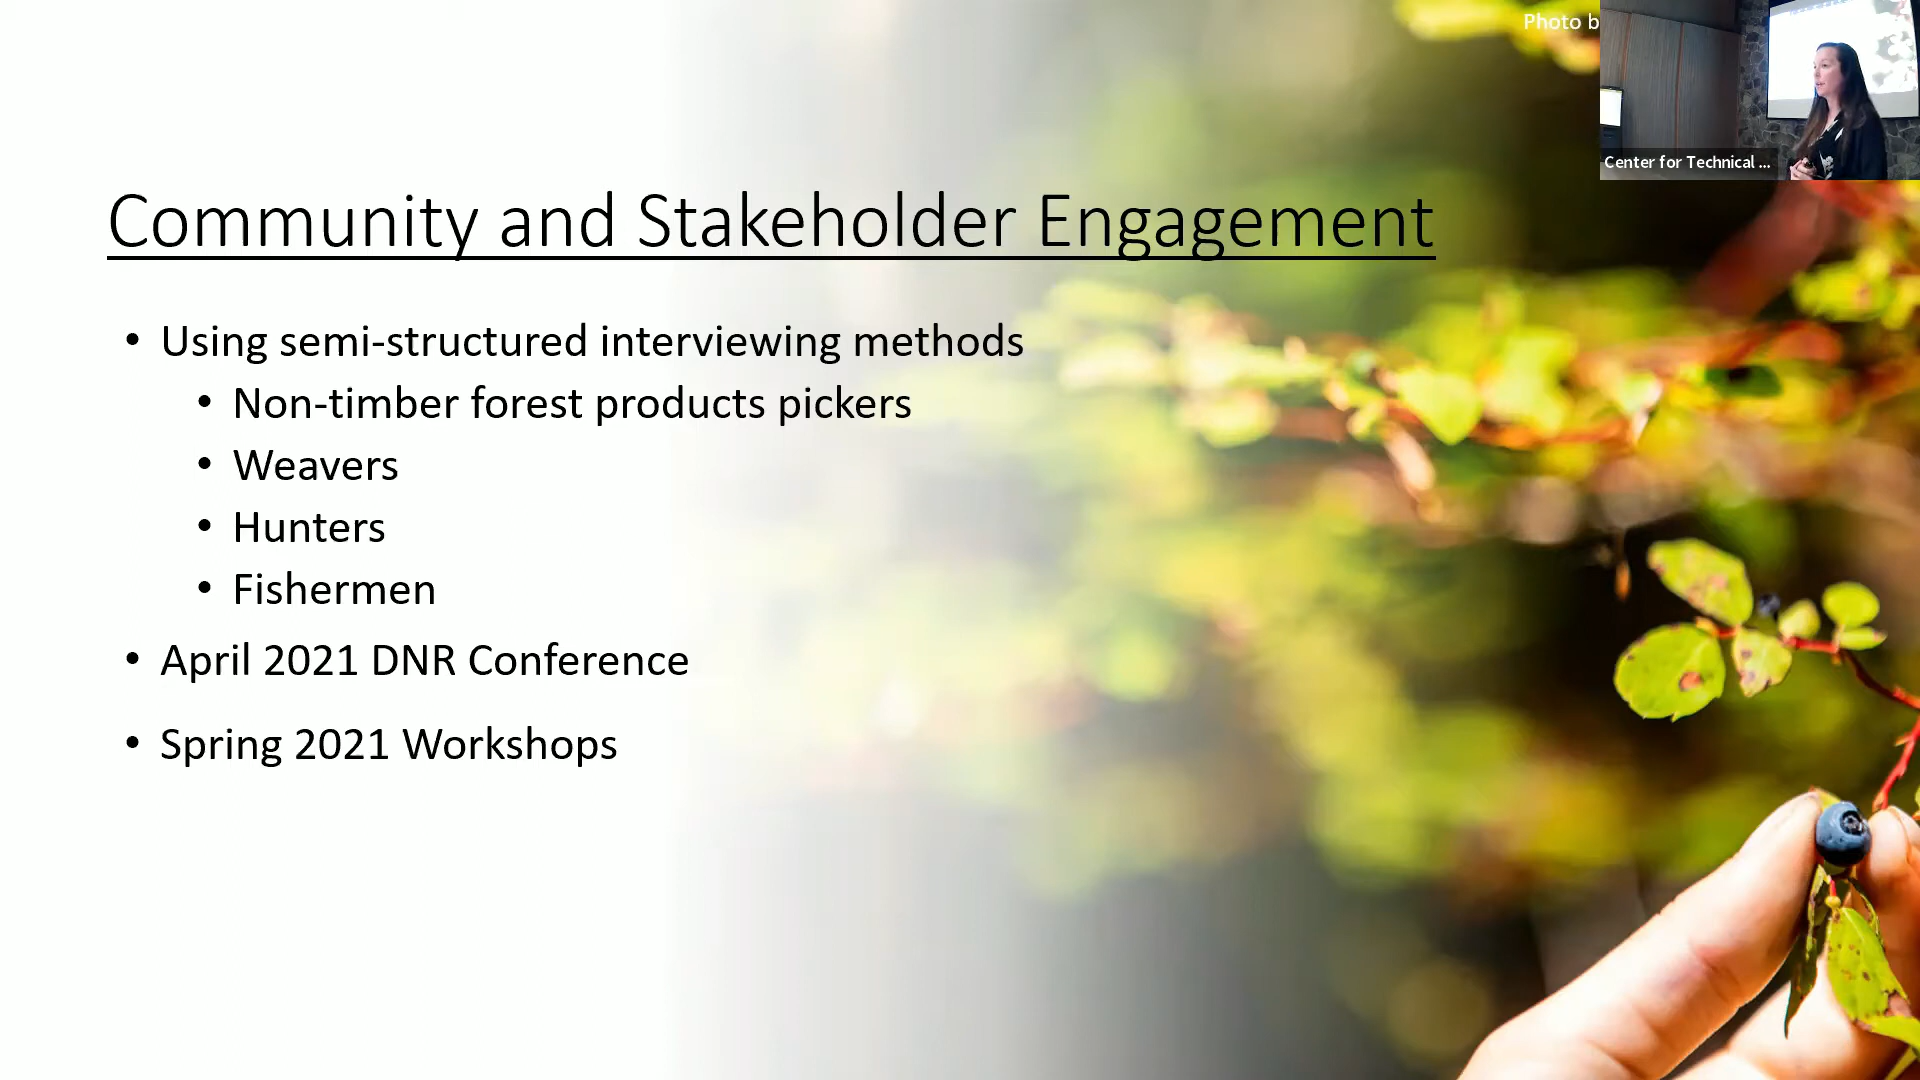 Photo b
Center for Technical ...
Community and Stakeholder Engagement
• Using semi-structured interviewing methods
• Non-timber forest products pickers
• Weavers
• Hunters
• Fishermen
• April 2021 DNR Conference
• Spring 2021 Workshops